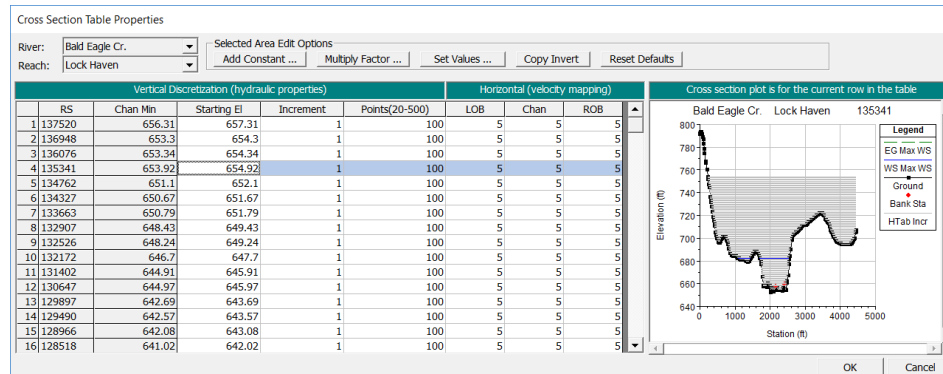 Cross Section Table Properties
River: Bald Eagle Cr.
Reach: Lock Haven
Selected Area Edit Options
Add Constant ... Multiply Factor ... Set Values ... Copy Invert Reset Defaults
Vertical Discretization (hydraulic properties) Horizontal (velocity mapping) Cross section plot is for the current row in the table
RS Chan Min Starting El Increment Points(20-500) LOB Chan ROB
1 137520 656.31 657.31 1 100 5 5 5
2 136948 653.3 654.3 1 100 5 5 5
3 136076 653.34 654.34 1 100 5 5 5
4 135341 653.92 654.92 1 100 5 5 5
5 134762 651.1 652.1 1 100 5 5 5
6 134327 650.67 651.67 1 100 5 5 5
7 133663 650.79 651.79 1 100 5 5 5
8 132907 648.43 649.43 1 100 5 5 5
9 132526 648.24 649.24 1 100 5 5 5
10 132172 646.7 647.7 1 100 5 5 5
11 131402 644.91 645.91 1 100 5 5 5
12 130647 644.97 645.97 1 100 5 5 5
13 129897 642.69 643.69 1 100 5 5 5
14 129490 642.57 643.57 1 100 5 5 5
15 128966 642.08 643.08 1 100 5 5 5
16 128518 641.02 642.02 1 100 5 5 5
Bald Eagle Cr. Lock Haven 135341
Elevation (ft)
800
780
760
740
720
700
680
660
640
0 1000 2000 3000 4000 5000
Station (ft)
Legend
EG Max WS
WS Max WS
Ground
Bank Sta
HTab Incr
OK Cancel